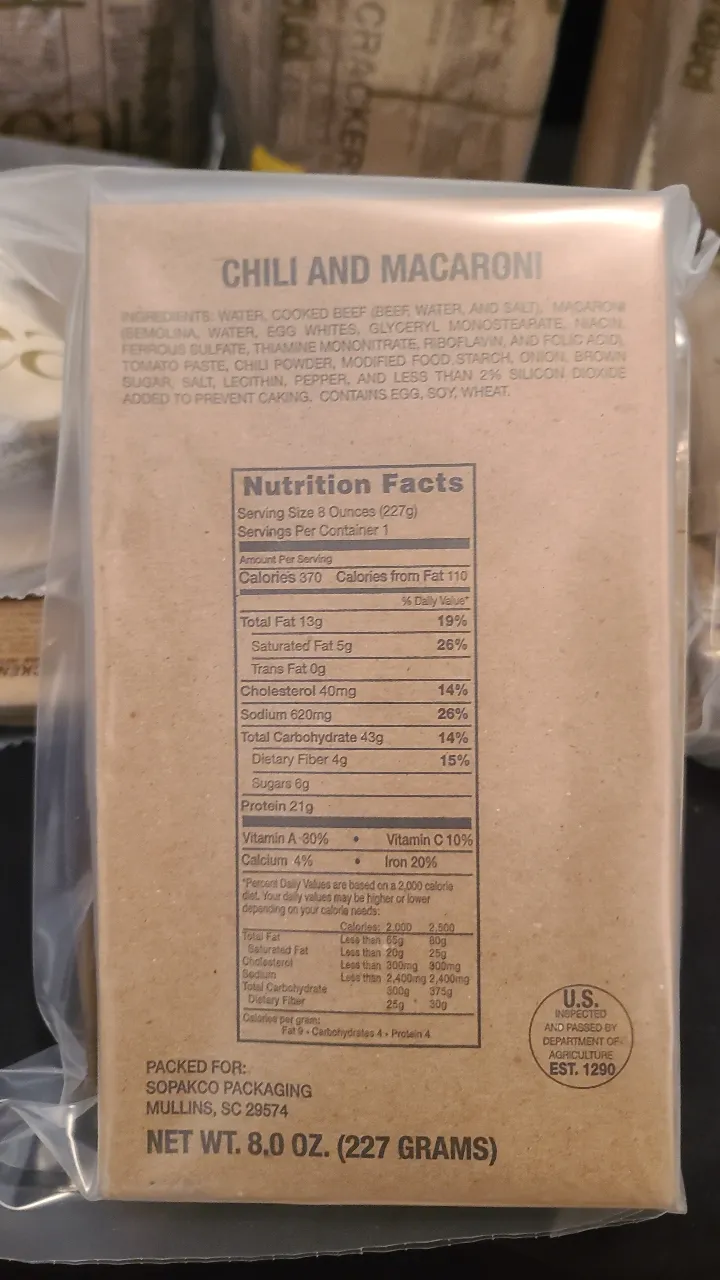 CRACKER
CHILI AND MACARONI
INGREDIENTS: WATER, COOKED BEEF (BEEF, WATER, AND SALT), MACARONI
(SEMOLINA, WATER, EGG WHITES, GLYCERYL MONOSTEARATE, NIACIN,
FERROUS SULFATE, THIAMINE MONONITRATE, RIBOFLAVIN, AND FOLIC ACID),
TOMATO PASTE, CHILI POWDER, MODIFIED FOOD STARCH, ONION, BROWN
SUGAR, SALT, LECITHIN, PEPPER, AND LESS THAN 2% SILICON DIOXIDE
ADDED TO PREVENT CAKING. CONTAINS EGG, SOY, WHEAT.
Nutrition Facts
Serving Size 8 Ounces (227g)
Servings Per Container 1
Amount Per Serving
Calories 370 Calories from Fat 110
% Daily Value*
Total Fat 13g 19%
Saturated Fat 5g 26%
Trans Fat 0g
Cholesterol 40mg 14%
Sodium 620mg 26%
Total Carbohydrate 43g 14%
Dietary Fiber 4g 15%
Sugars 6g
Protein 21g
Vitamin A 30% • Vitamin C 10%
Calcium 4% • Iron 20%
*Percent Daily Values are based on a 2,000 calorie
diet. Your daily values may be higher or lower
depending on your calorie needs:
Calories: 2,000 2,500
Total Fat Less than 65g 80g
Saturated Fat Less than 20g 25g
Cholesterol Less than 300mg 300mg
Sodium Less than 2,400mg 2,400mg
Total Carbohydrate 300g 375g
Dietary Fiber 25g 30g
Calories per gram:
Fat 9 • Carbohydrates 4 • Protein 4
U.S.
INSPECTED
AND PASSED BY
DEPARTMENT OF
AGRICULTURE
EST. 1290
PACKED FOR:
SOPAKCO PACKAGING
MULLINS, SC 29574
NET WT. 8.0 OZ. (227 GRAMS)